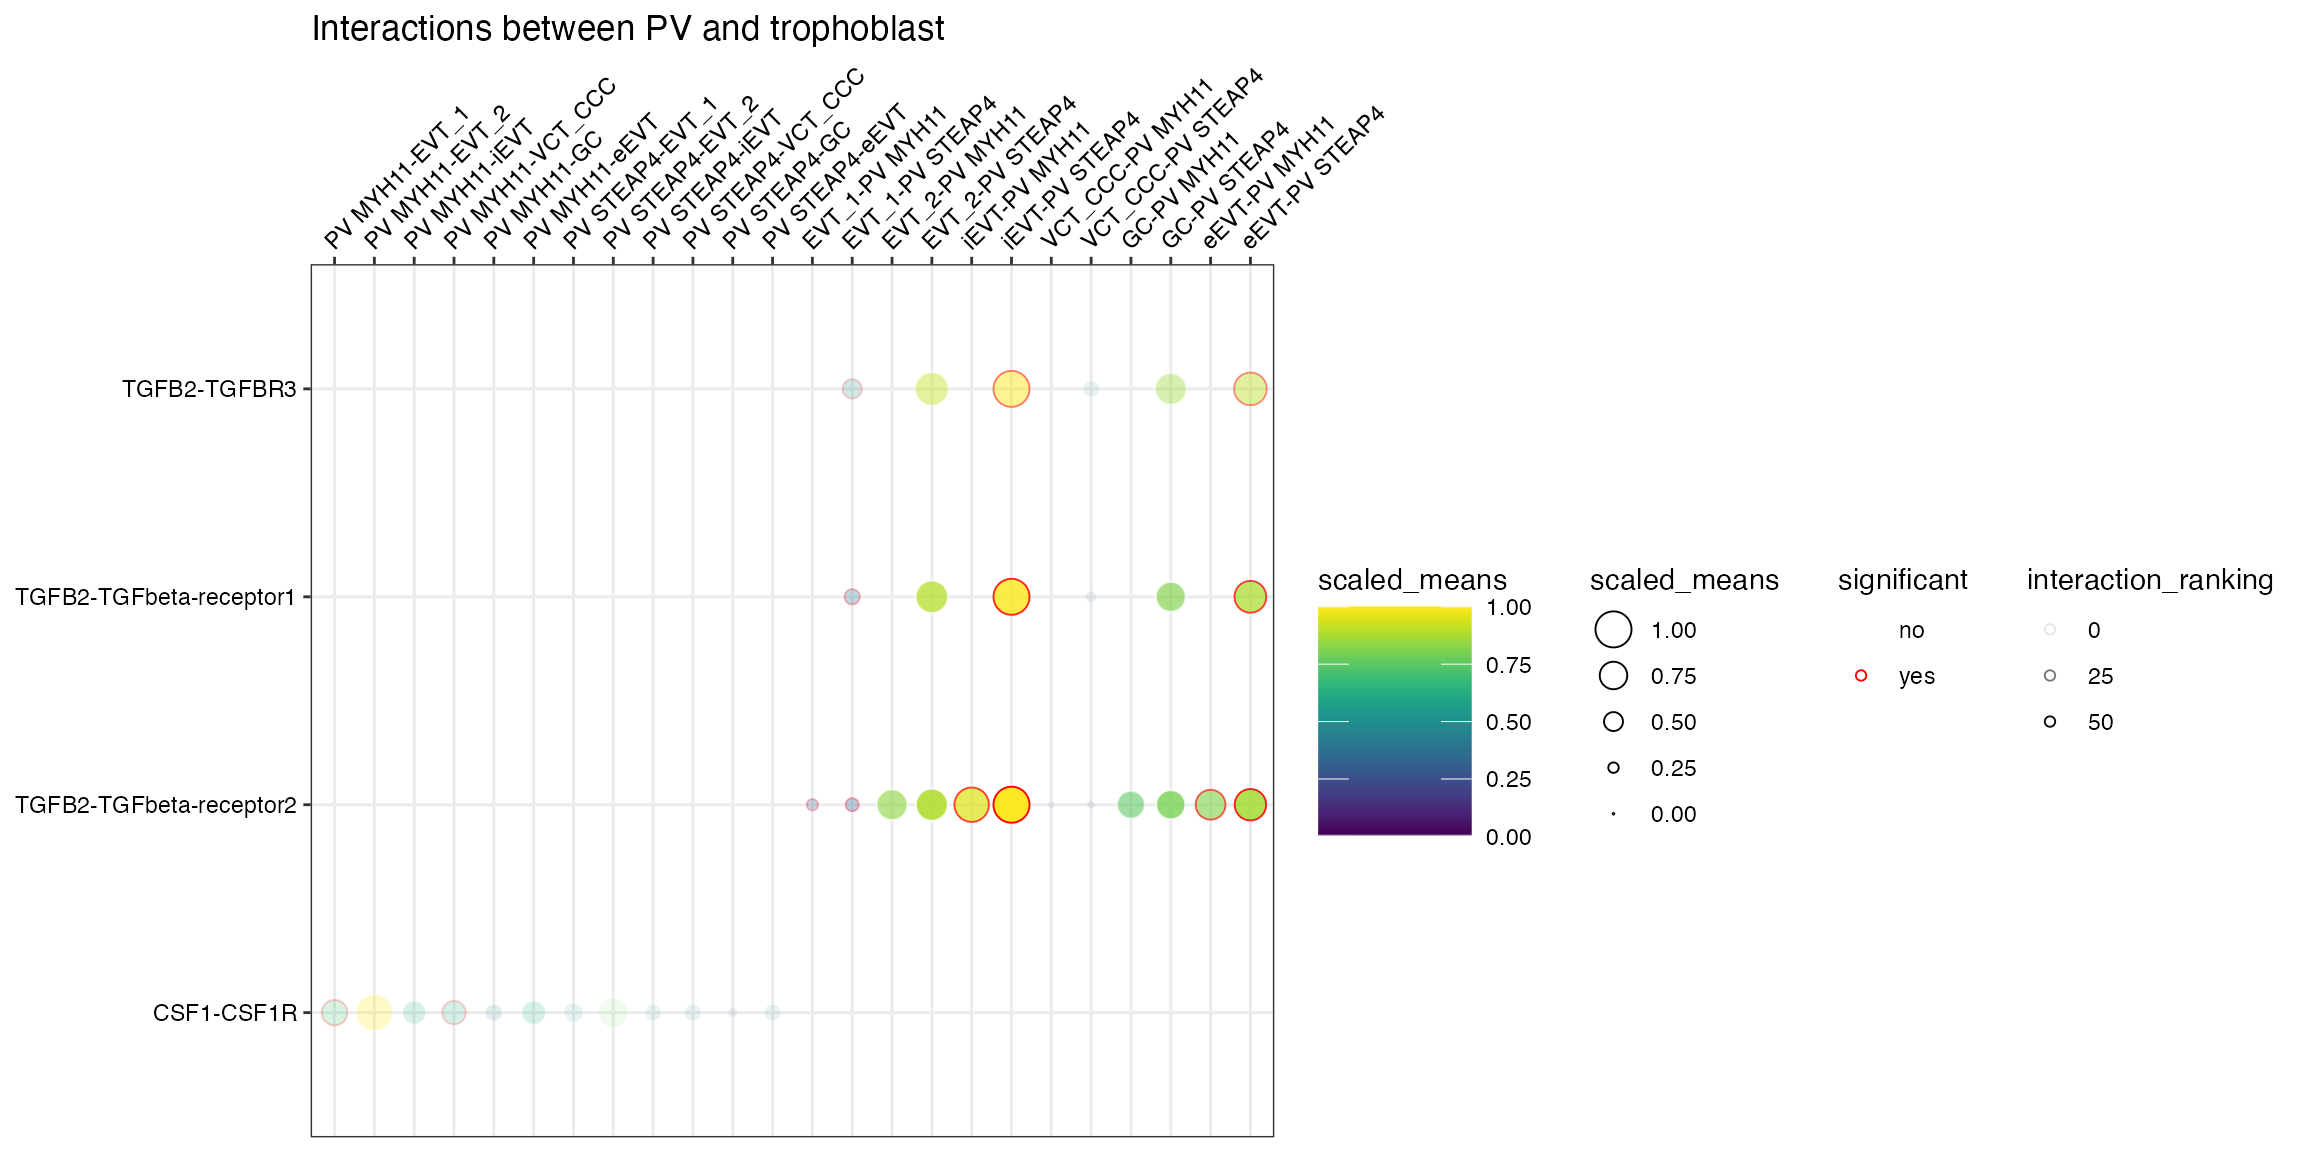 Interactions between PV and trophoblast
PV MYH11-EVT_1
PV MYH11-EVT_2
PV MYH11-iEVT
PV MYH11-VCT_CCC
PV MYH11-GC
PV MYH11-eEVT
PV STEAP4-EVT_1
PV STEAP4-EVT_2
PV STEAP4-iEVT
PV STEAP4-VCT_CCC
PV STEAP4-GC
PV STEAP4-eEVT
EVT_1-PV MYH11
EVT_1-PV STEAP4
EVT_2-PV MYH11
EVT_2-PV STEAP4
iEVT-PV MYH11
iEVT-PV STEAP4
VCT_CCC-PV MYH11
VCT_CCC-PV STEAP4
GC-PV MYH11
GC-PV STEAP4
eEVT-PV MYH11
eEVT-PV STEAP4
TGFB2-TGFBR3
TGFB2-TGFbeta-receptor1
TGFB2-TGFbeta-receptor2
CSF1-CSF1R
scaled_means
1.00
0.75
0.50
0.25
0.00
scaled_means
1.00
0.75
0.50
0.25
0.00
significant
no
yes
interaction_ranking
0
25
50